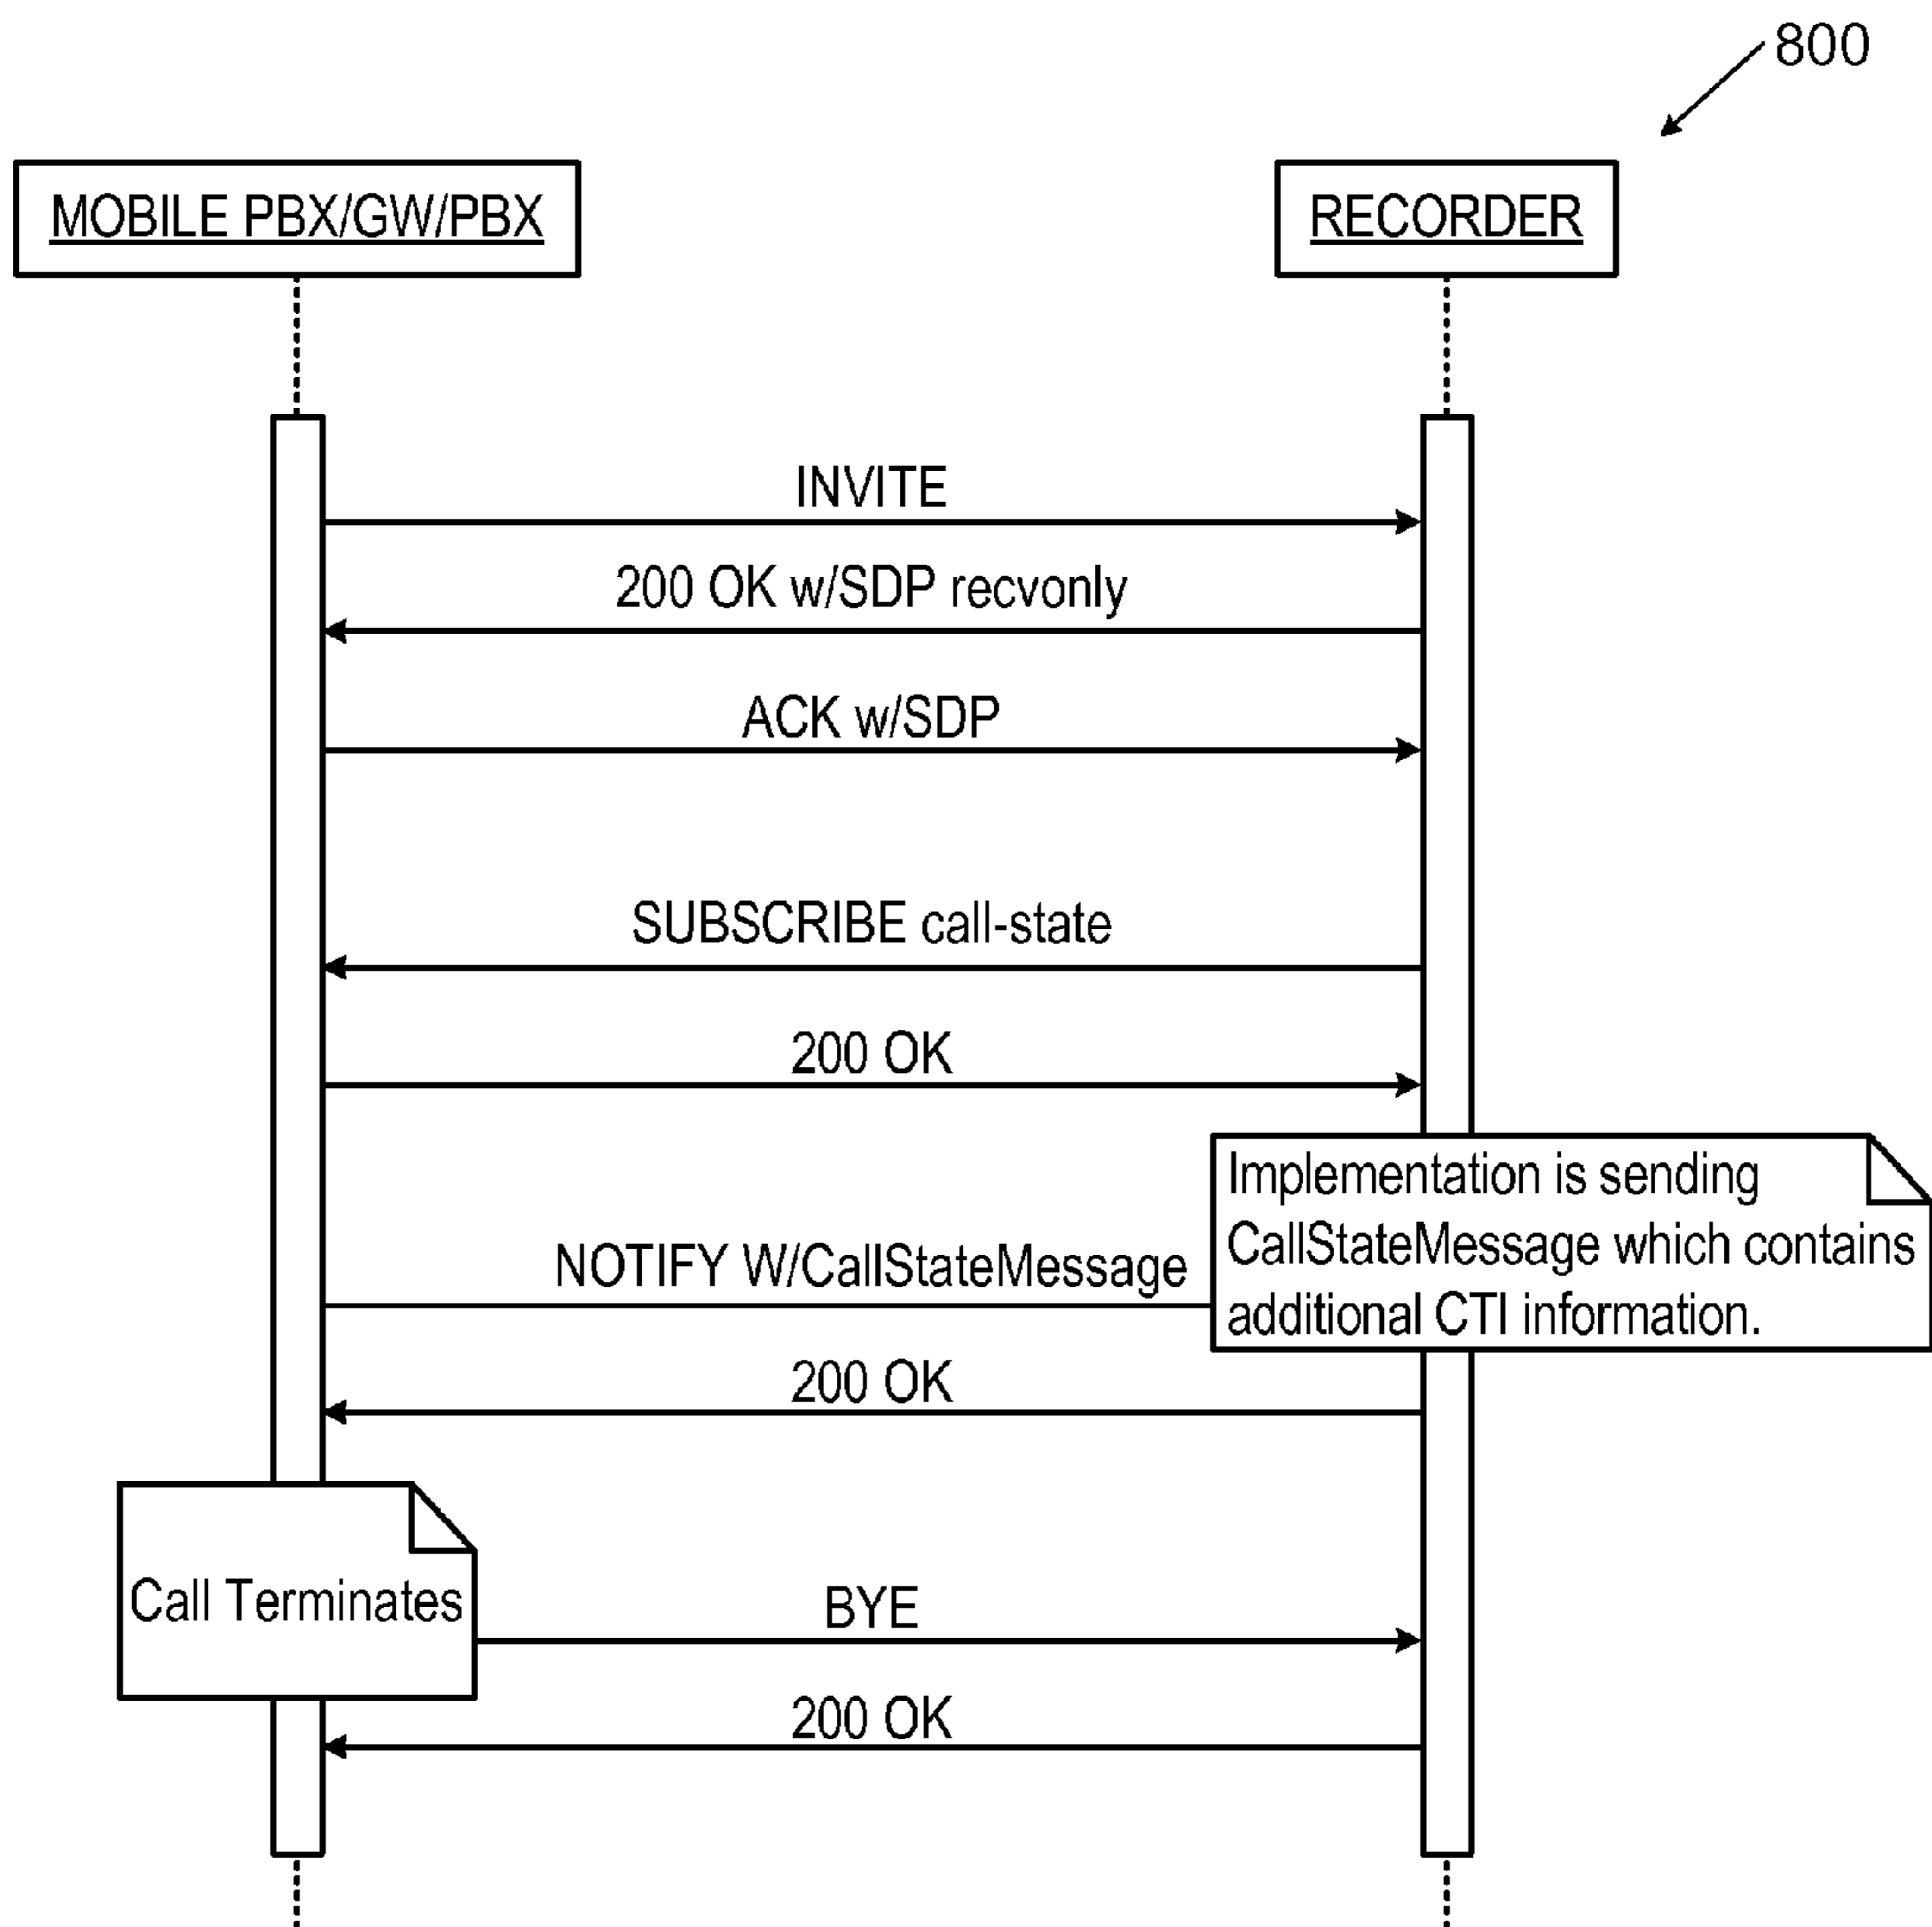 800
MOBILE PBX/GW/PBX
RECORDER
INVITE
200 OK w/SDP recvonly
ACK w/SDP
SUBSCRIBE call-state
200 OK
Implementation is sending
CallStateMessage which contains
additional CTI information.
NOTIFY W/CallStateMessage
200 OK
Call Terminates
BYE
200 OK